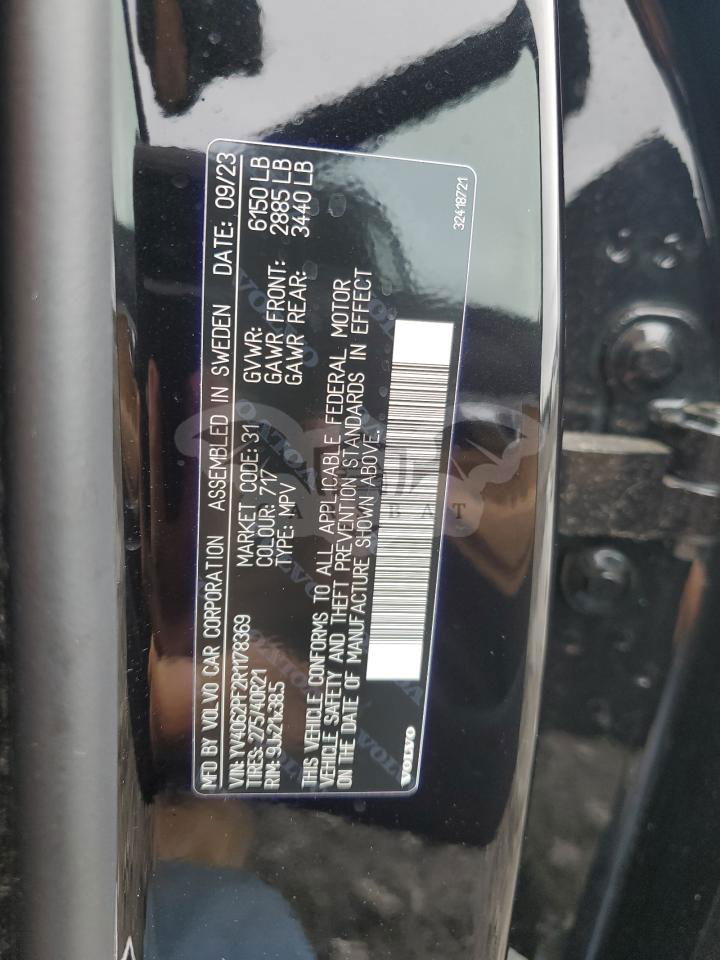 MFD BY VOLVO CAR CORPORATION ASSEMBLED IN SWEDEN DATE: 09/23
VIN: YV4062PF2R1178369 MARKET CODE: 31 GVWR: 6150 LB
TIRES: 275/40R21 COLOUR: 717 GAWR FRONT: 2885 LB
RIM: 9Jx21x38.5 TYPE: MPV GAWR REAR: 3440 LB
THIS VEHICLE CONFORMS TO ALL APPLICABLE FEDERAL MOTOR
VEHICLE SAFETY AND THEFT PREVENTION STANDARDS IN EFFECT
ON THE DATE OF MANUFACTURE SHOWN ABOVE.
VOLVO
32418721